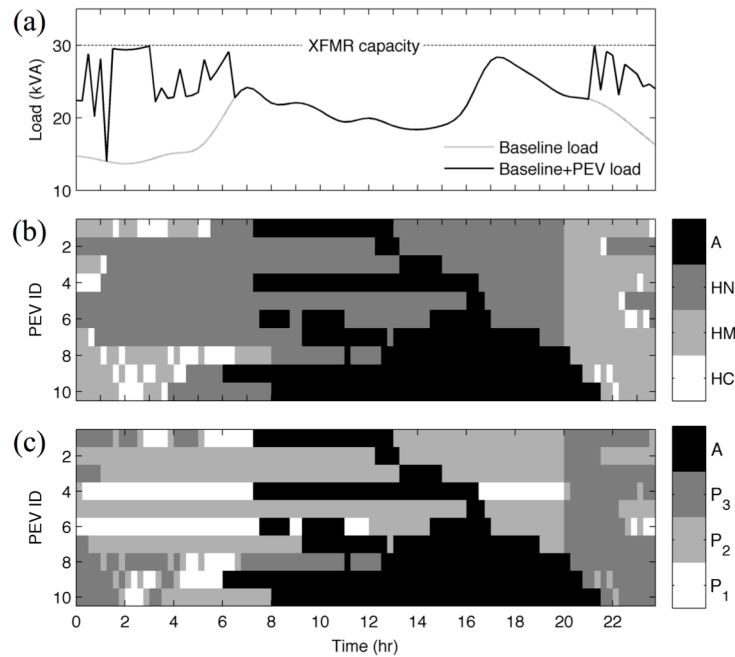 (a)
30
20
10
Load (kVA)
XFMR capacity
Baseline load
Baseline+PEV load
(b)
2
4
6
8
10
PEV ID
A
HN
HM
HC
(c)
2
4
6
8
10
PEV ID
A
P3
P2
P1
0 2 4 6 8 10 12 14 16 18 20 22
Time (hr)